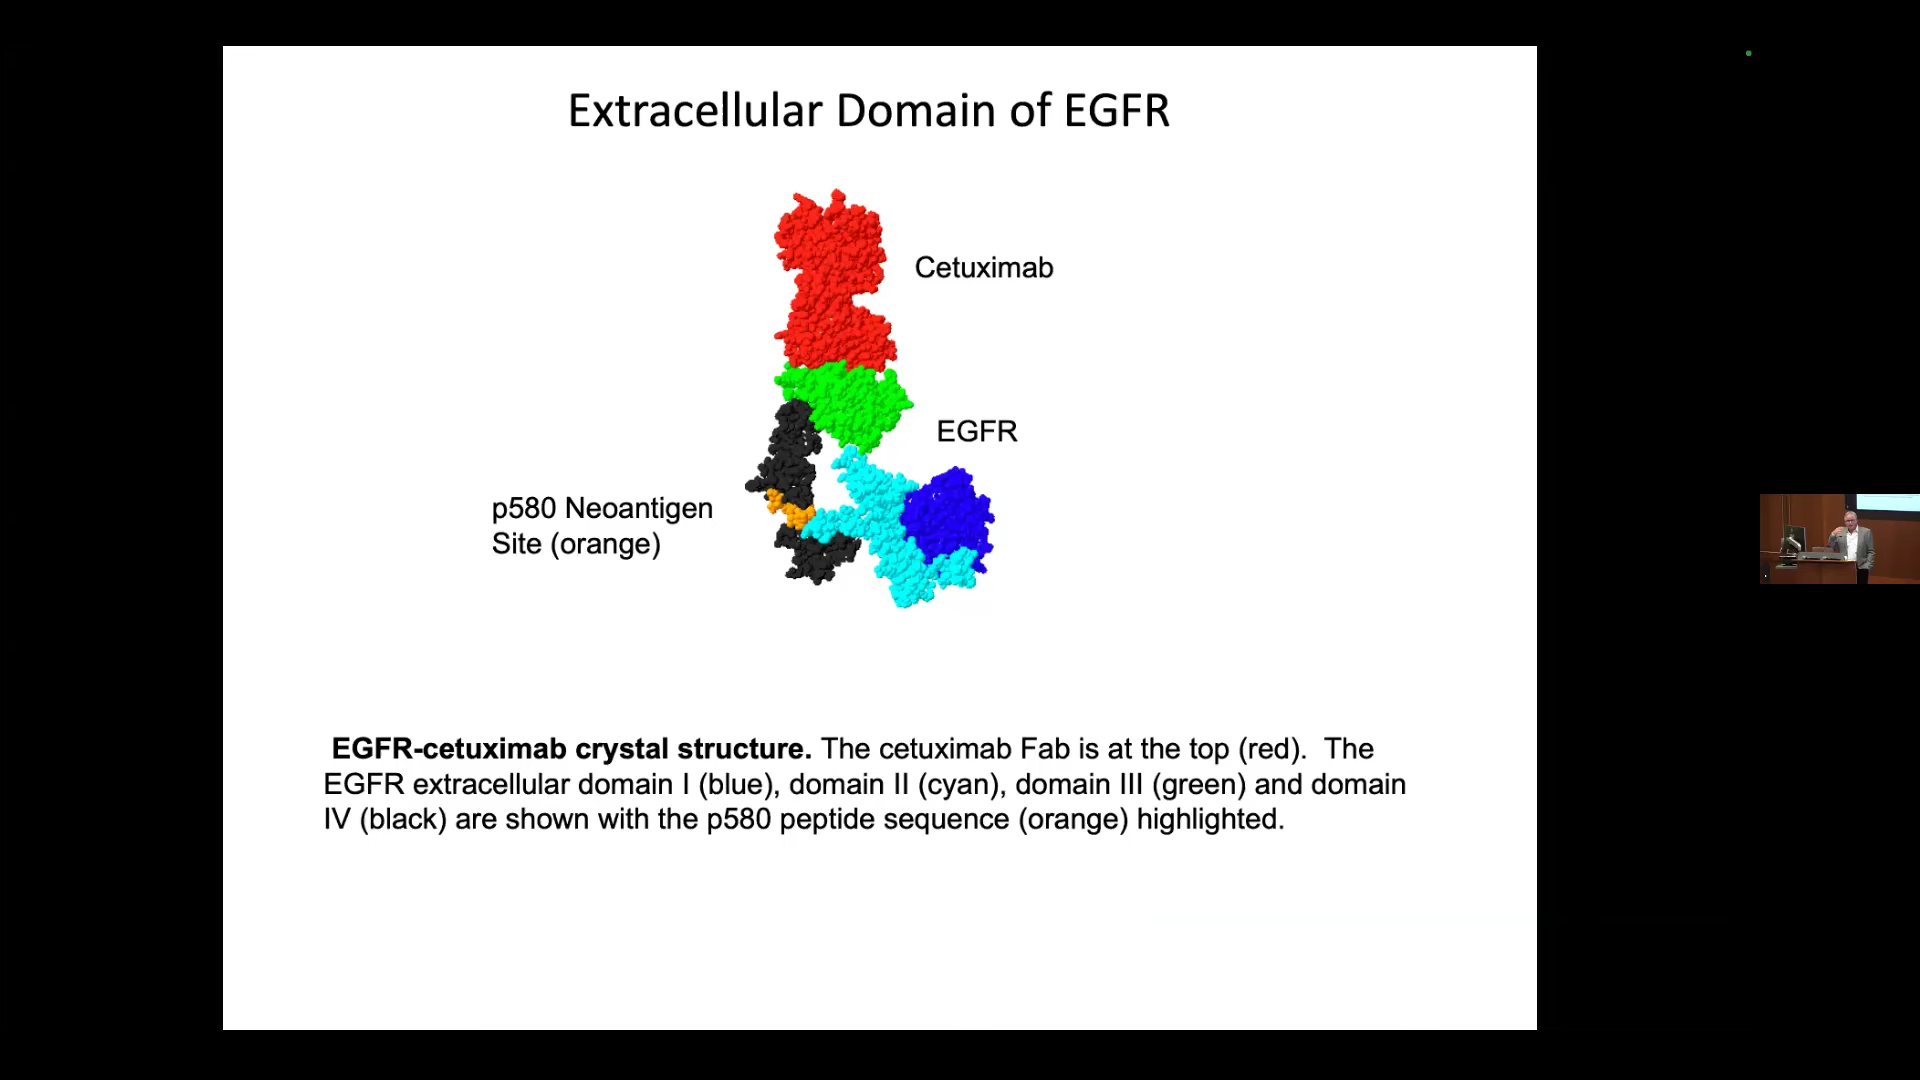 Extracellular Domain of EGFR
Cetuximab
EGFR
p580 Neoantigen
Site (orange)
EGFR-cetuximab crystal structure. The cetuximab Fab is at the top (red). The
EGFR extracellular domain I (blue), domain II (cyan), domain III (green) and domain
IV (black) are shown with the p580 peptide sequence (orange) highlighted.